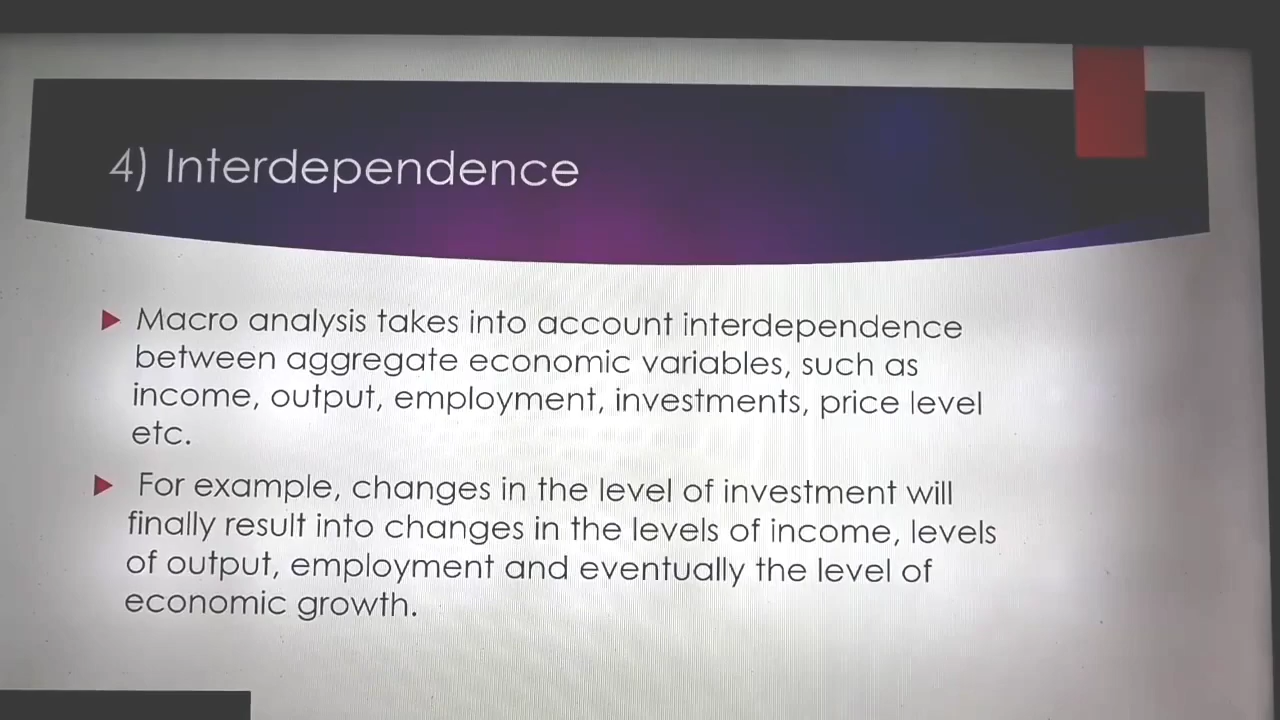 4) Interdependence
Macro analysis takes into account interdependence
between aggregate economic variables, such as
income, output, employment, investments, price level
etc.
For example, changes in the level of investment will
finally result into changes in the levels of income, levels
of output, employment and eventually the level of
economic growth.